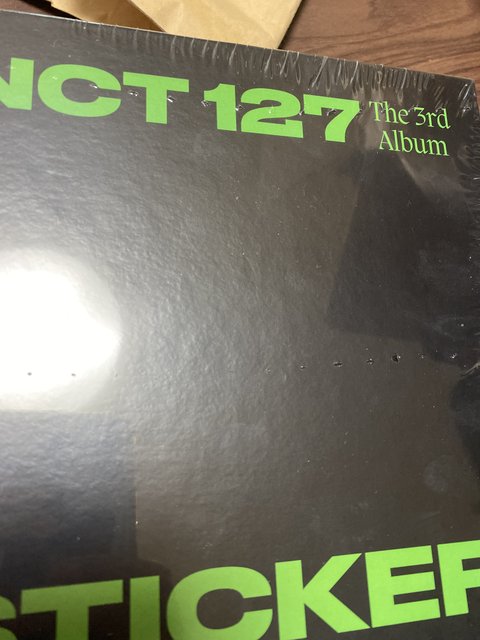 NCT 127
The 3rd
Album
STICKER